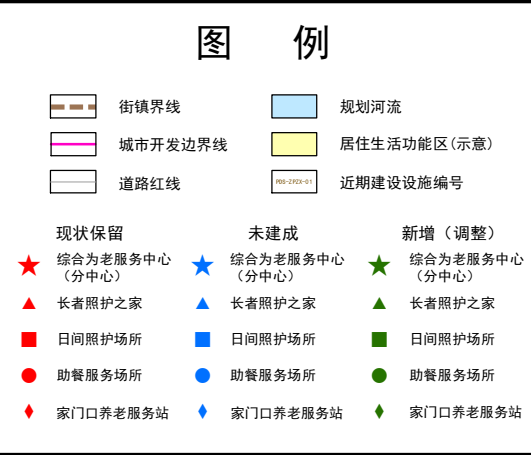 图 例
街镇界线
规划河流
城市开发边界线
居住生活功能区(示意)
道路红线
PDB-ZPZX-01
近期建设设施编号
现状保留
未建成
新增（调整）
综合为老服务中心
（分中心）
综合为老服务中心
（分中心）
综合为老服务中心
（分中心）
长者照护之家
长者照护之家
长者照护之家
日间照护场所
日间照护场所
日间照护场所
助餐服务场所
助餐服务场所
助餐服务场所
家门口养老服务站
家门口养老服务站
家门口养老服务站